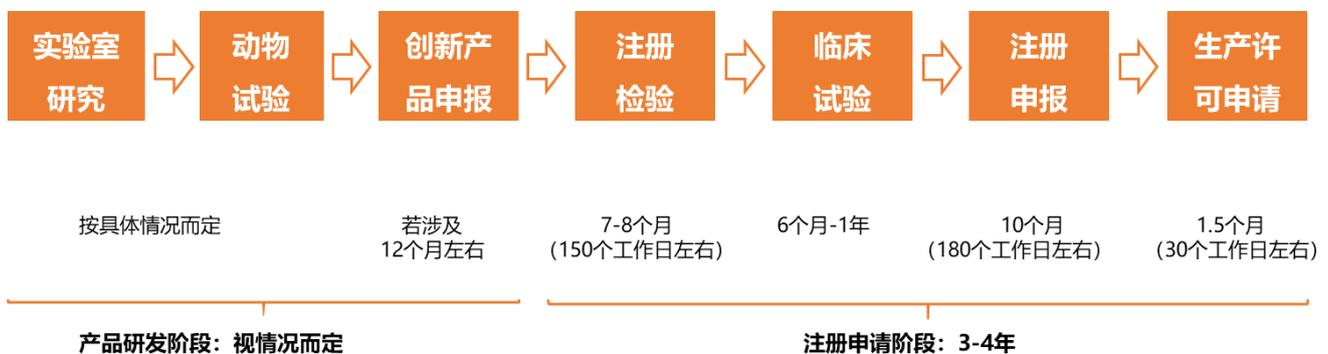 实验室
研究
动物
试验
创新产
品申报
注册
检验
临床
试验
注册
申报
生产许
可申请
按具体情况而定
若涉及
12个月左右
7-8个月
(150个工作日左右)
6个月-1年
10个月
(180个工作日左右)
1.5个月
(30个工作日左右)
产品研发阶段：视情况而定
注册申请阶段：3-4年